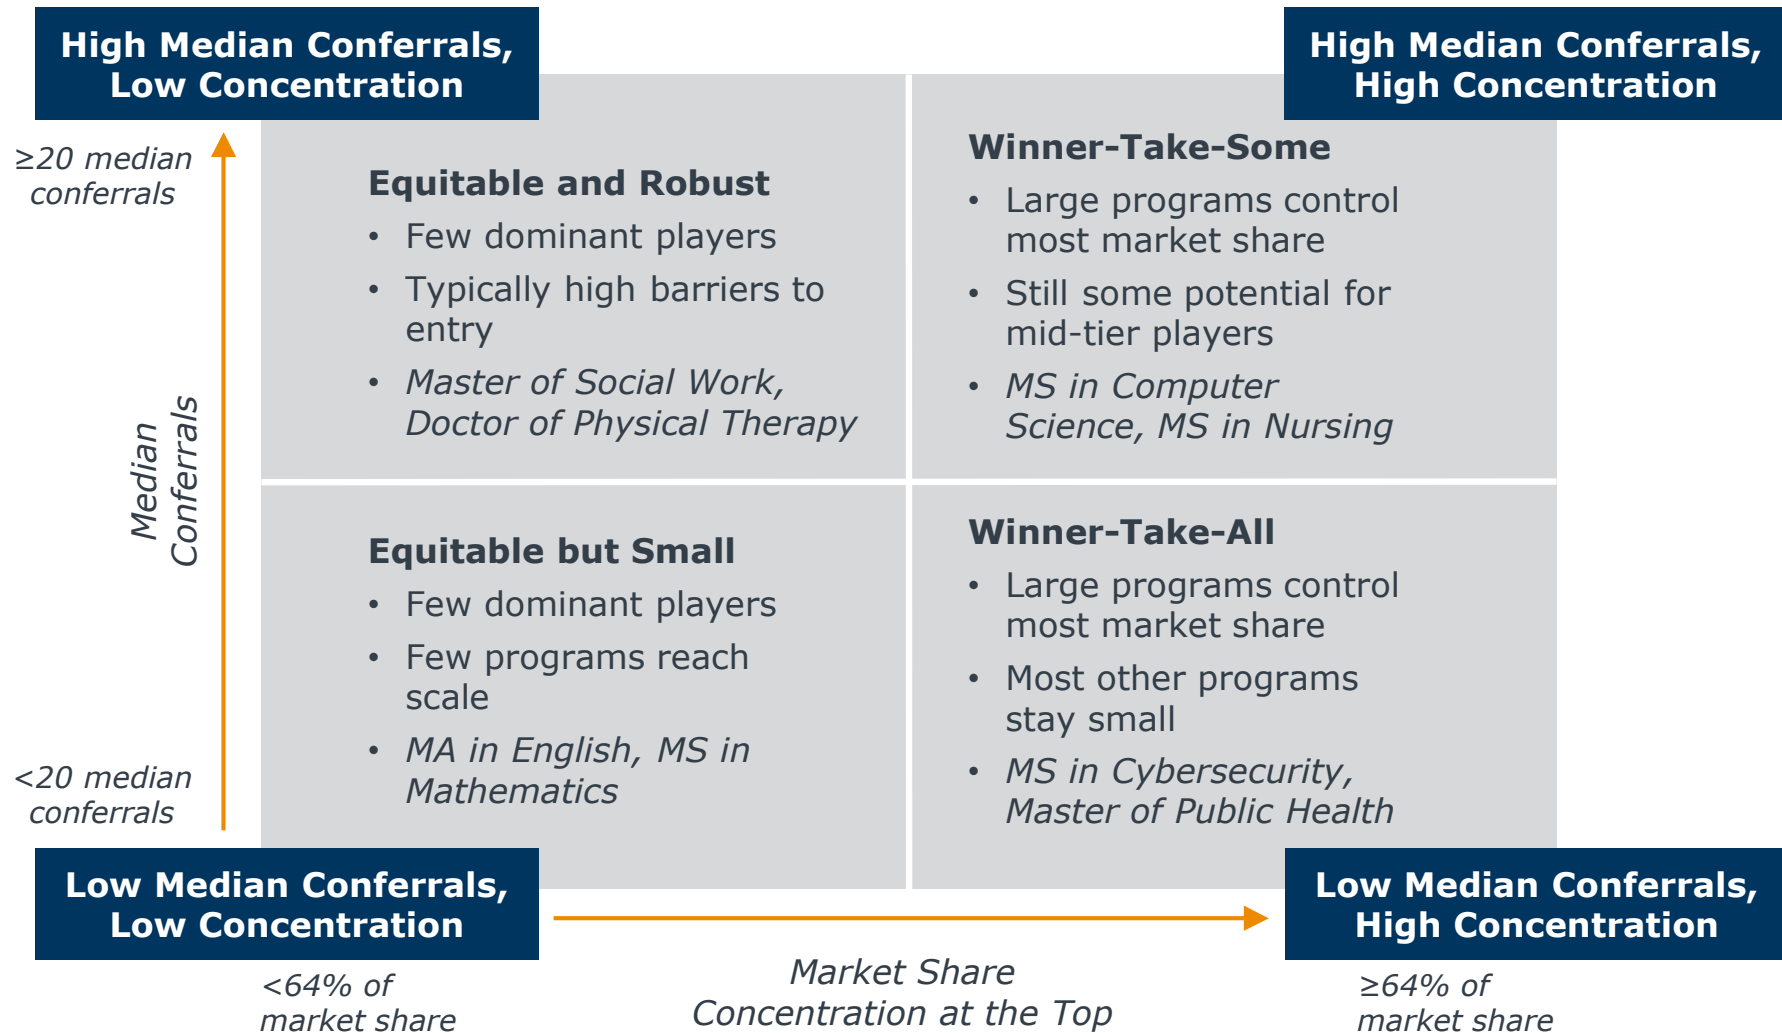 High Median Conferrals,
Low Concentration
High Median Conferrals,
High Concentration
≥20 median
conferrals
Equitable and Robust
• Few dominant players
• Typically high barriers to
entry
• Master of Social Work,
Doctor of Physical Therapy
Winner-Take-Some
• Large programs control
most market share
• Still some potential for
mid-tier players
• MS in Computer
Science, MS in Nursing
Median
Conferrals
Equitable but Small
• Few dominant players
• Few programs reach
scale
• MA in English, MS in
Mathematics
Winner-Take-All
• Large programs control
most market share
• Most other programs
stay small
• MS in Cybersecurity,
Master of Public Health
<20 median
conferrals
Low Median Conferrals,
Low Concentration
Low Median Conferrals,
High Concentration
<64% of
market share
Market Share
Concentration at the Top
≥64% of
market share